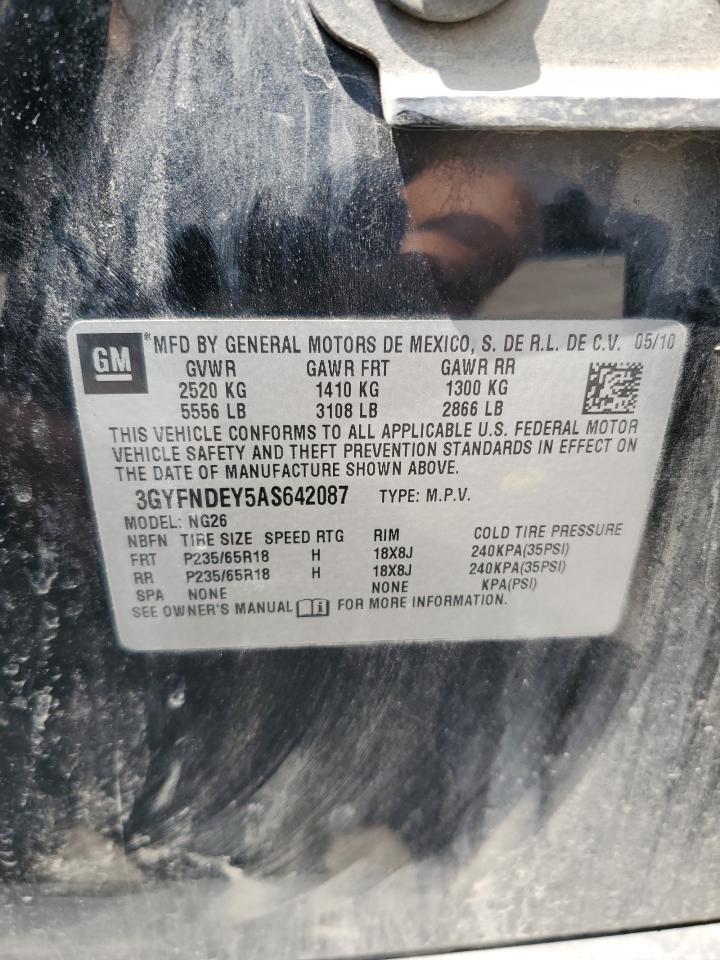 GM ® MFD BY GENERAL MOTORS DE MEXICO, S. DE R.L. DE C.V. 05/10
GVWR GAWR FRT GAWR RR
2520 KG 1410 KG 1300 KG
5556 LB 3108 LB 2866 LB
THIS VEHICLE CONFORMS TO ALL APPLICABLE U.S. FEDERAL MOTOR
VEHICLE SAFETY AND THEFT PREVENTION STANDARDS IN EFFECT ON
THE DATE OF MANUFACTURE SHOWN ABOVE.
3GYFNDEY5AS642087 TYPE: M.P.V.
MODEL: NG26
NBFN TIRE SIZE SPEED RTG RIM COLD TIRE PRESSURE
FRT P235/65R18 H 18X8J 240KPA(35PSI)
RR P235/65R18 H 18X8J 240KPA(35PSI)
SPA NONE NONE KPA(PSI)
SEE OWNER'S MANUAL FOR MORE INFORMATION.